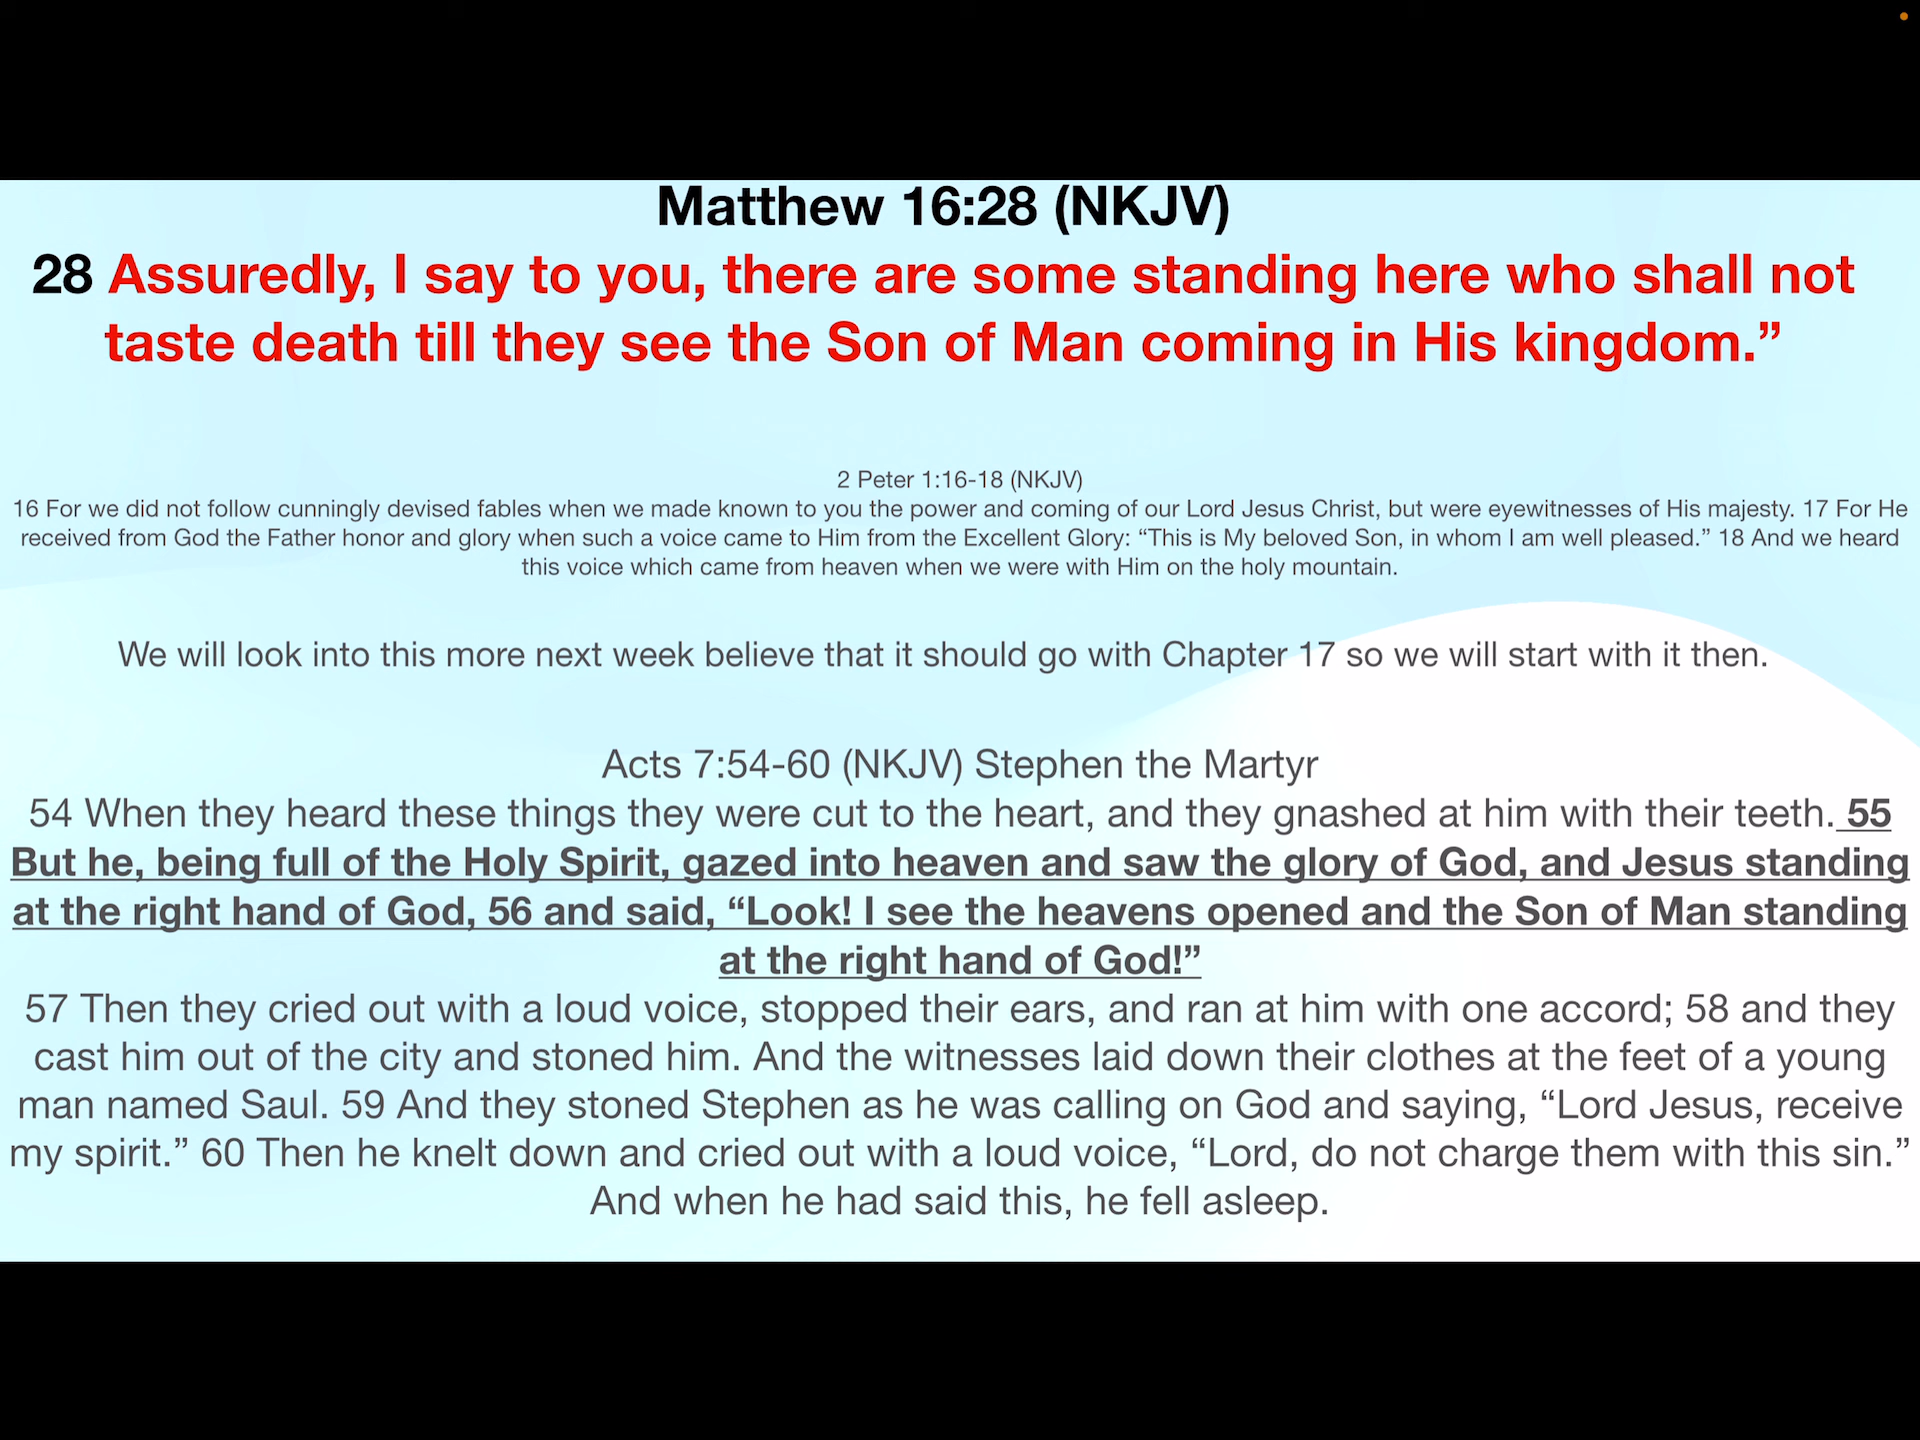 Matthew 16:28 (NKJV)
28 Assuredly, I say to you, there are some standing here who shall not
taste death till they see the Son of Man coming in His kingdom.”
2 Peter 1:16-18 (NKJV)
16 For we did not follow cunningly devised fables when we made known to you the power and coming of our Lord Jesus Christ, but were eyewitnesses of His majesty. 17 For He
received from God the Father honor and glory when such a voice came to Him from the Excellent Glory: “This is My beloved Son, in whom I am well pleased.” 18 And we heard
this voice which came from heaven when we were with Him on the holy mountain.
We will look into this more next week believe that it should go with Chapter 17 so we will start with it then.
Acts 7:54-60 (NKJV) Stephen the Martyr
54 When they heard these things they were cut to the heart, and they gnashed at him with their teeth. 55
But he, being full of the Holy Spirit, gazed into heaven and saw the glory of God, and Jesus standing
at the right hand of God, 56 and said, “Look! I see the heavens opened and the Son of Man standing
at the right hand of God!”
57 Then they cried out with a loud voice, stopped their ears, and ran at him with one accord; 58 and they
cast him out of the city and stoned him. And the witnesses laid down their clothes at the feet of a young
man named Saul. 59 And they stoned Stephen as he was calling on God and saying, “Lord Jesus, receive
my spirit.” 60 Then he knelt down and cried out with a loud voice, “Lord, do not charge them with this sin.”
And when he had said this, he fell asleep.